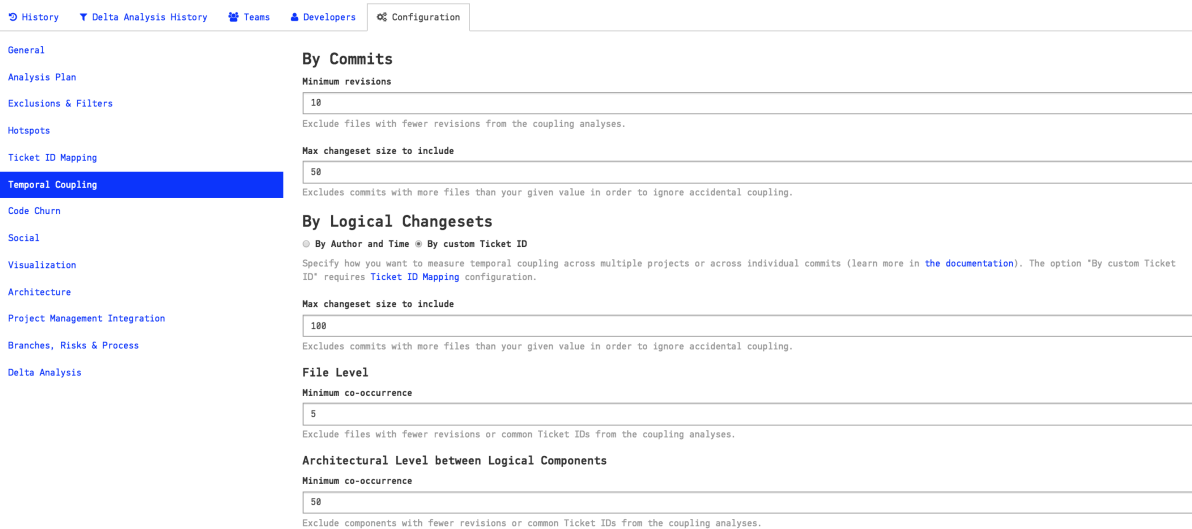 History Delta Analysis History Teams Developers Configuration
General
Analysis Plan
Exclusions & Filters
Hotspots
Ticket ID Mapping
Temporal Coupling
Code Churn
Social
Visualization
Architecture
Project Management Integration
Branches, Risks & Process
Delta Analysis
By Commits
Minimum revisions
10
Exclude files with fewer revisions from the coupling analyses.
Max changeset size to include
50
Excludes commits with more files than your given value in order to ignore accidental coupling.
By Logical Changesets
By Author and Time By custom Ticket ID
Specify how you want to measure temporal coupling across multiple projects or across individual commits (learn more in the documentation). The option "By custom Ticket
ID" requires Ticket ID Mapping configuration.
Max changeset size to include
100
Excludes commits with more files than your given value in order to ignore accidental coupling.
File Level
Minimum co-occurrence
5
Exclude files with fewer revisions or common Ticket IDs from the coupling analyses.
Architectural Level between Logical Components
Minimum co-occurrence
50
Exclude components with fewer revisions or common Ticket IDs from the coupling analyses.